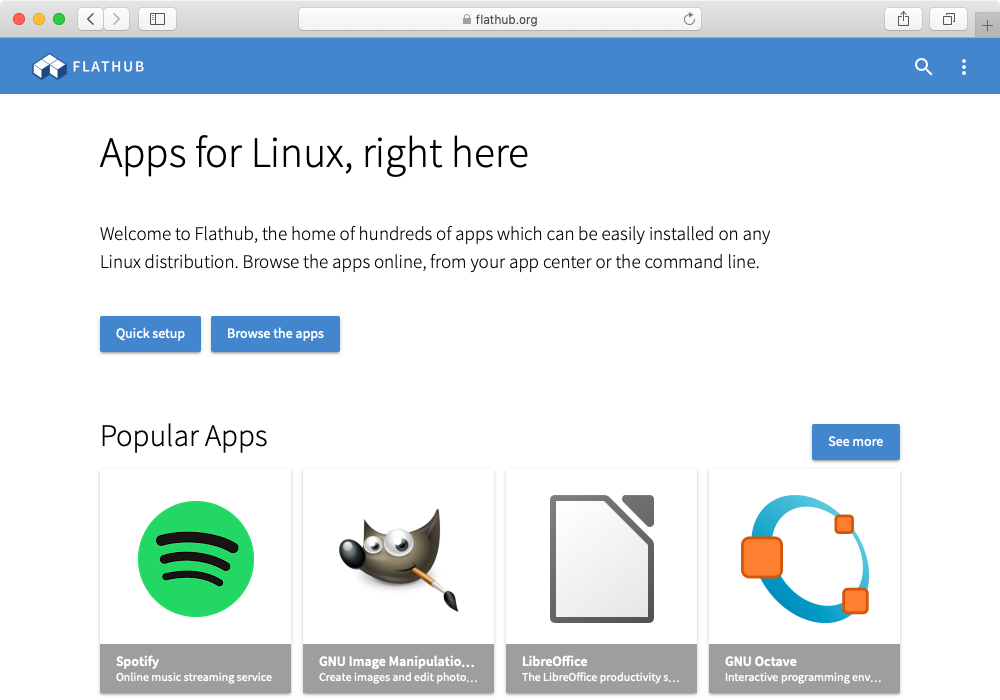 flathub.org
FLATHUB
Apps for Linux, right here
Welcome to Flathub, the home of hundreds of apps which can be easily installed on any
Linux distribution. Browse the apps online, from your app center or the command line.
Quick setup
Browse the apps
Popular Apps
See more
Spotify
Online music streaming service
GNU Image Manipulatio...
Create images and edit photo...
LibreOffice
The LibreOffice productivity s...
GNU Octave
Interactive programming env...